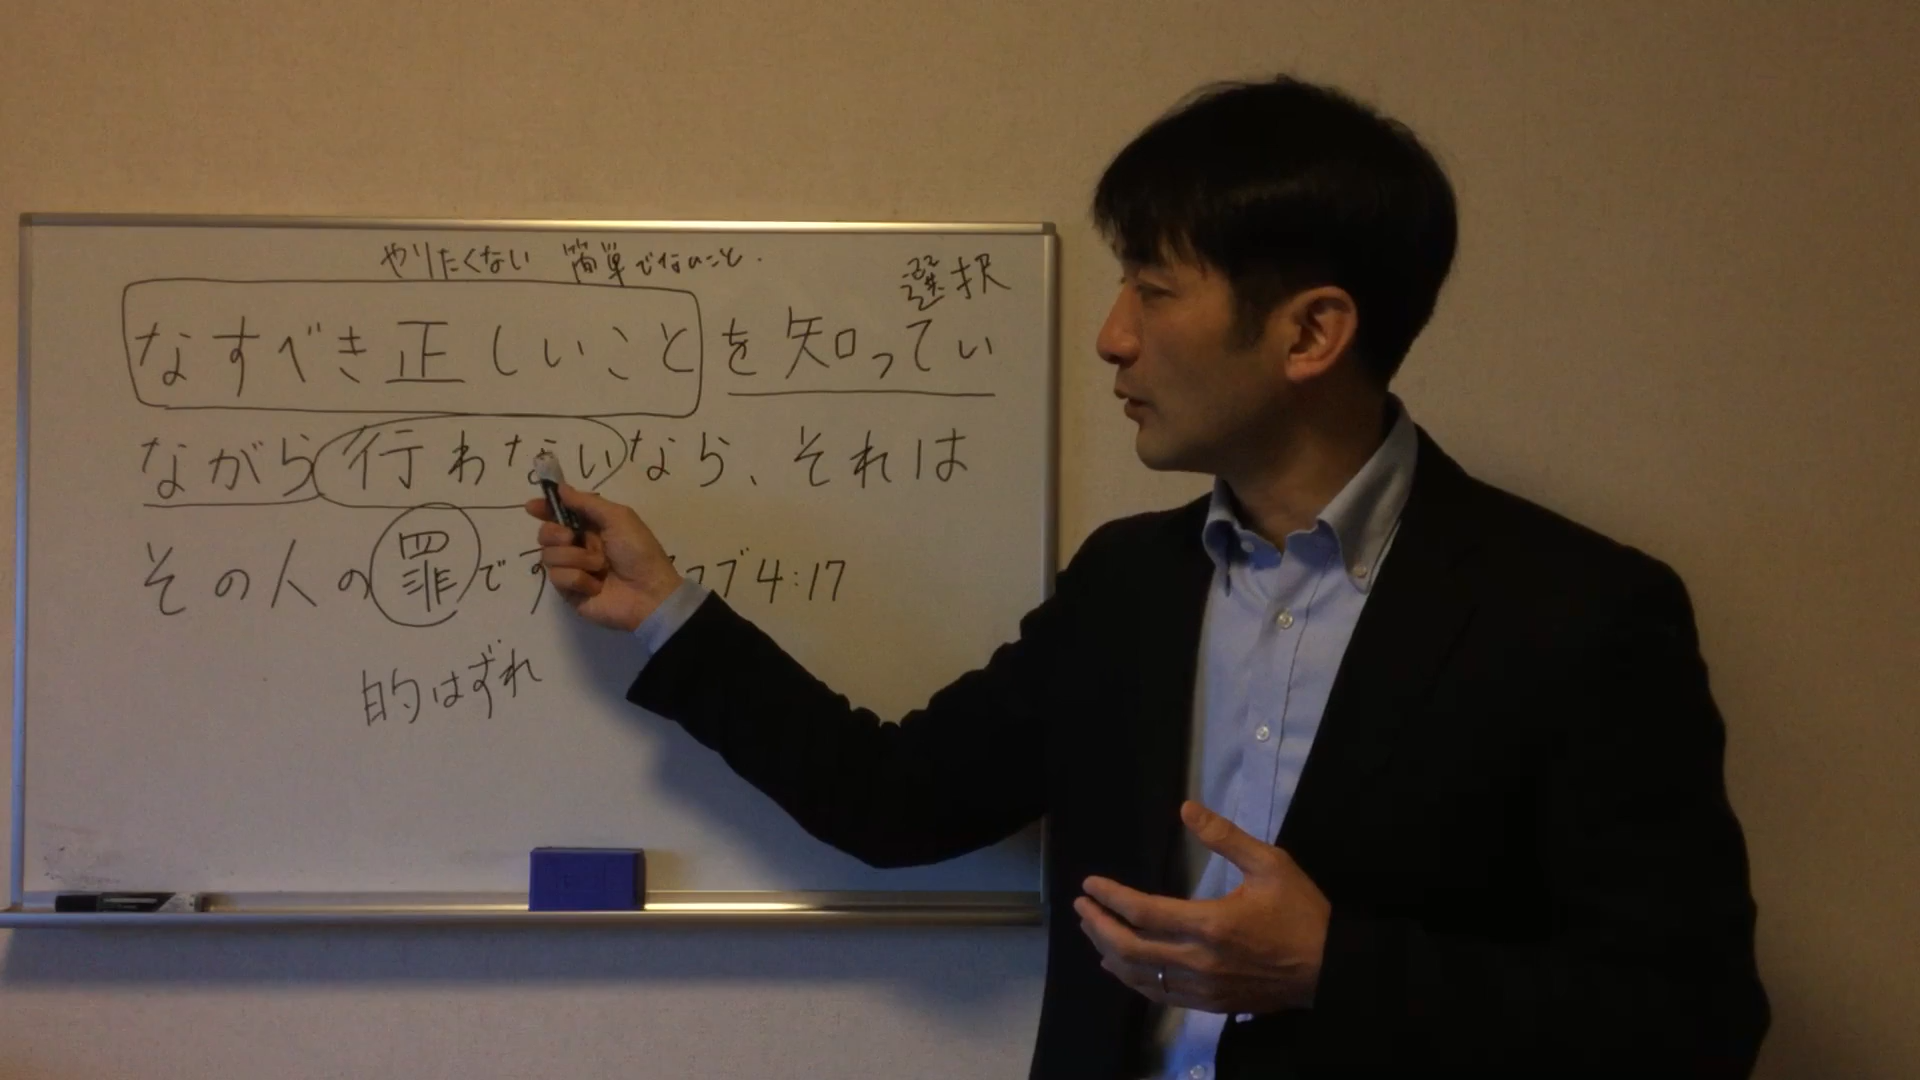 やりたくない 簡単でないこと.
選択
なすべき正しいことを知ってい
ながら行わないなら、それは
その人の罪です ブ4:17
的はずれ